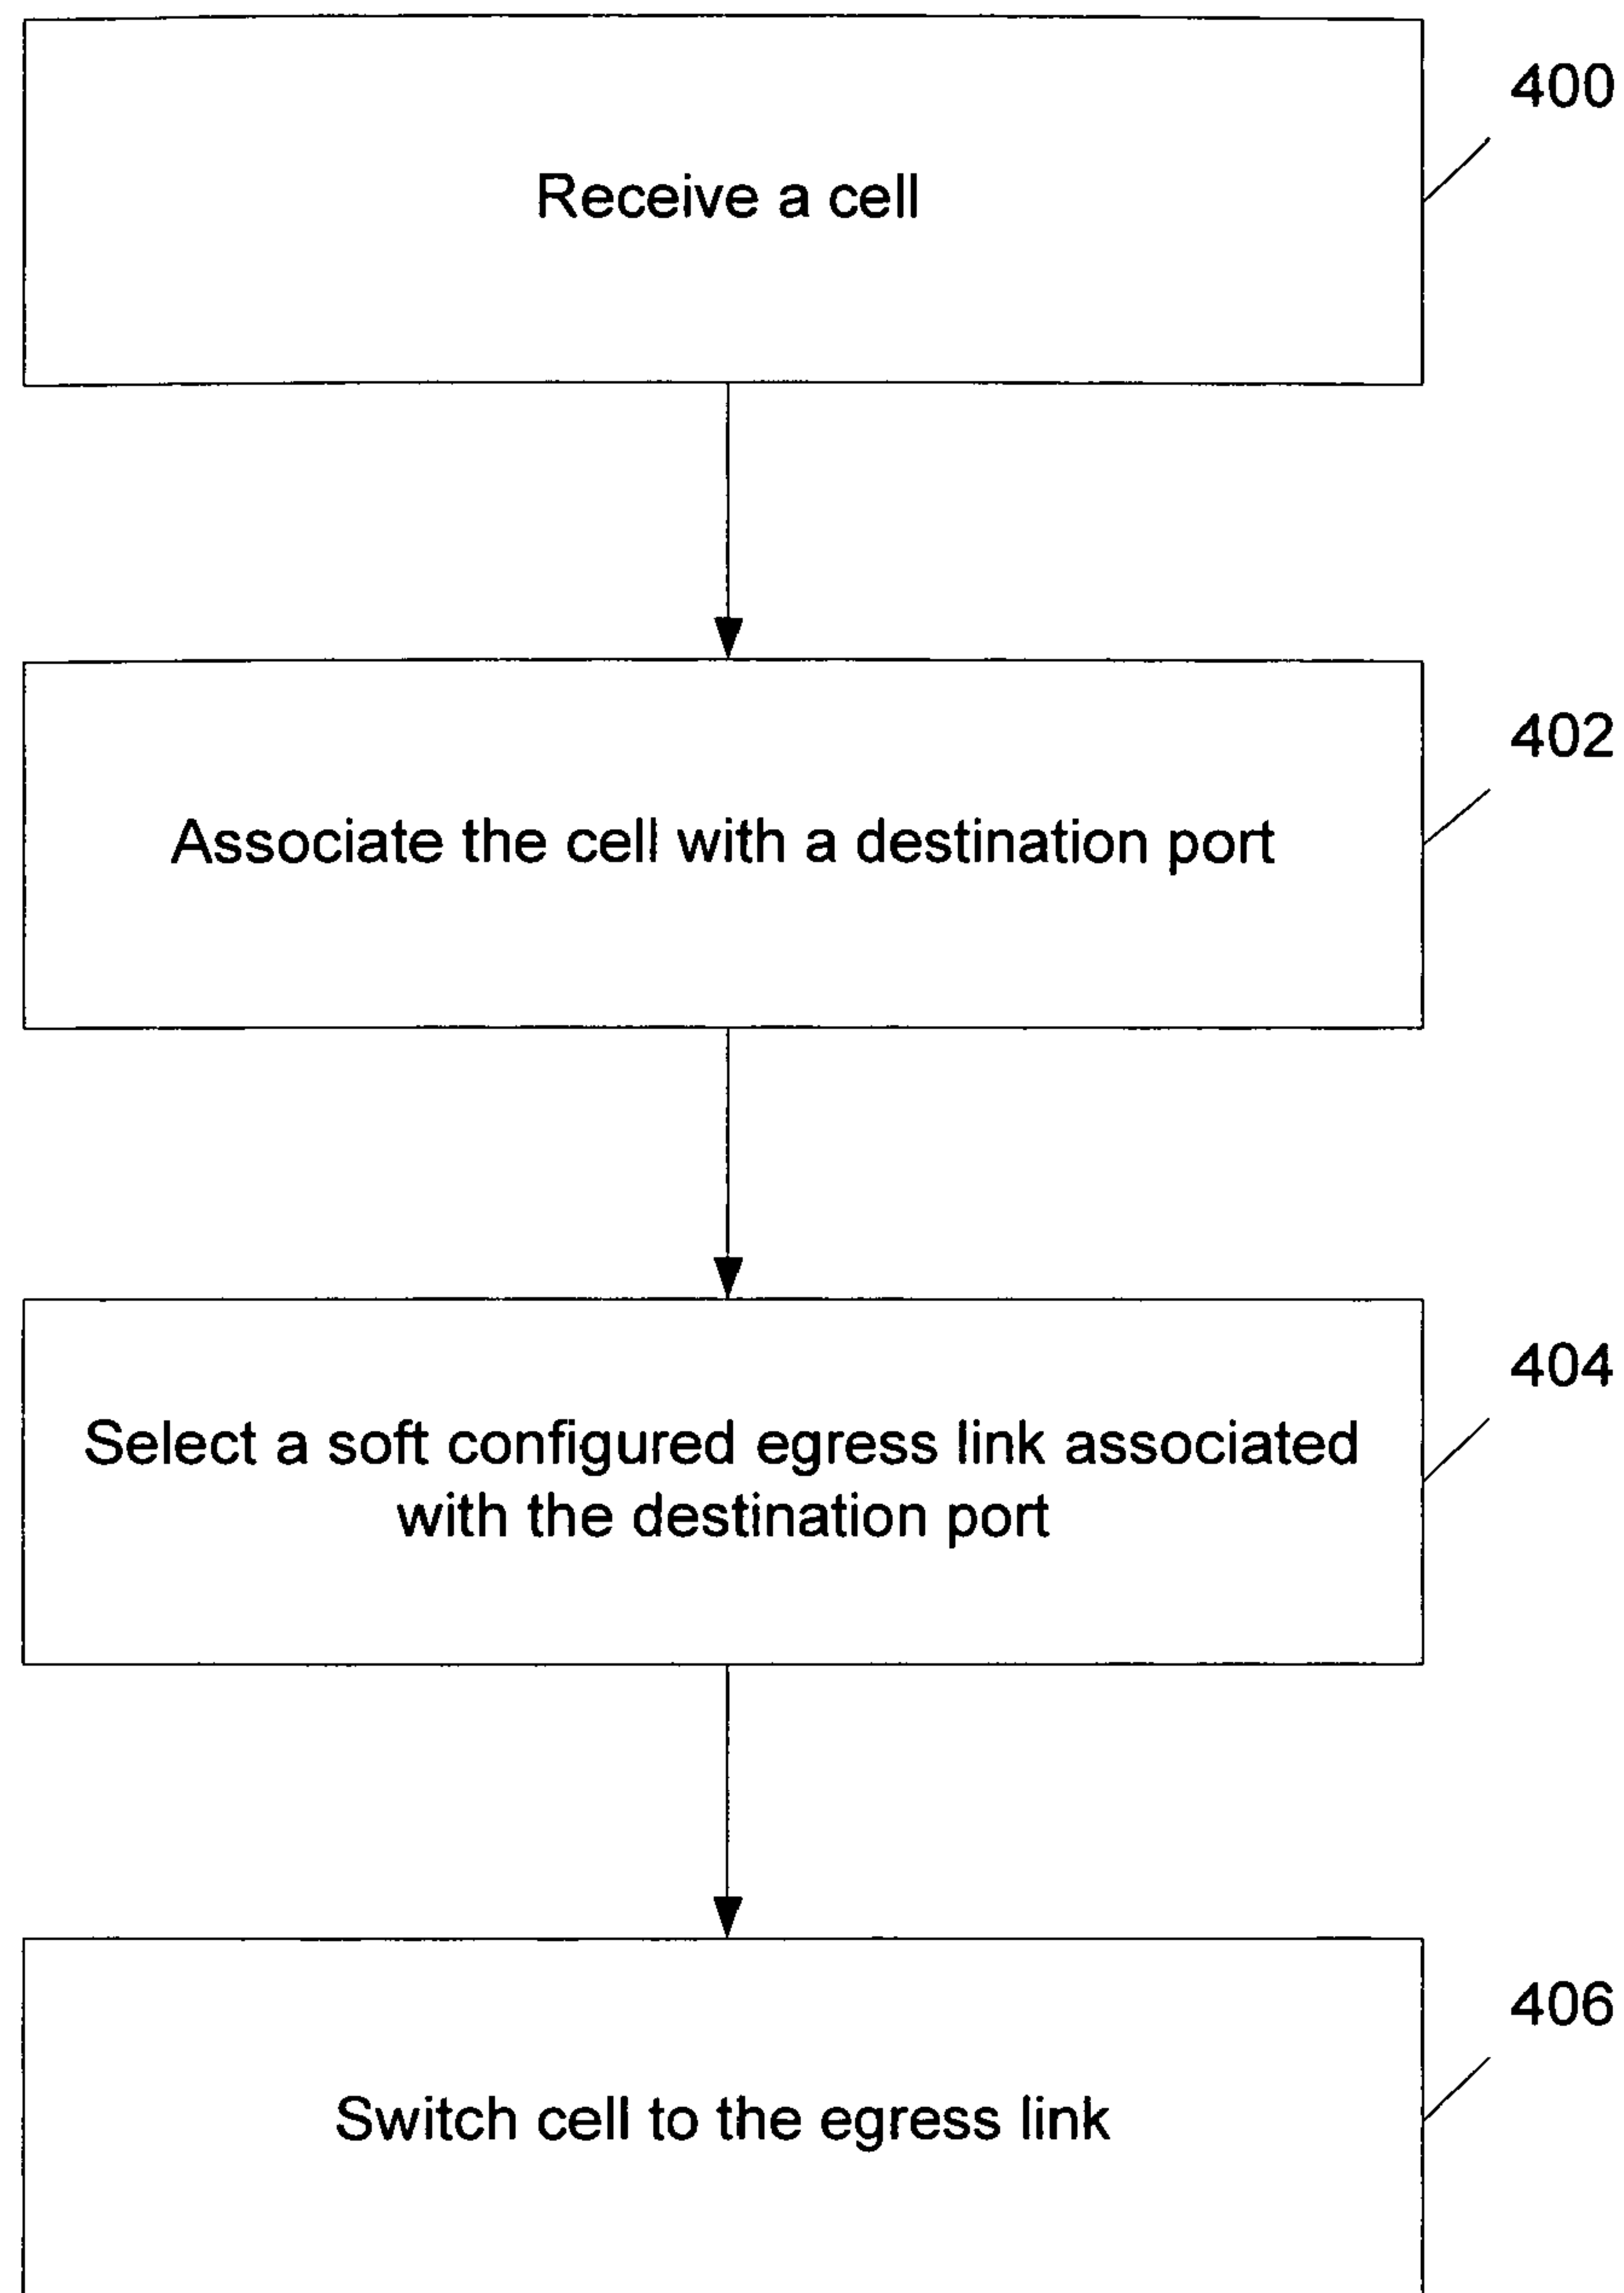 400
Receive a cell
402
Associate the cell with a destination port
404
Select a soft configured egress link associated
with the destination port
406
Switch cell to the egress link